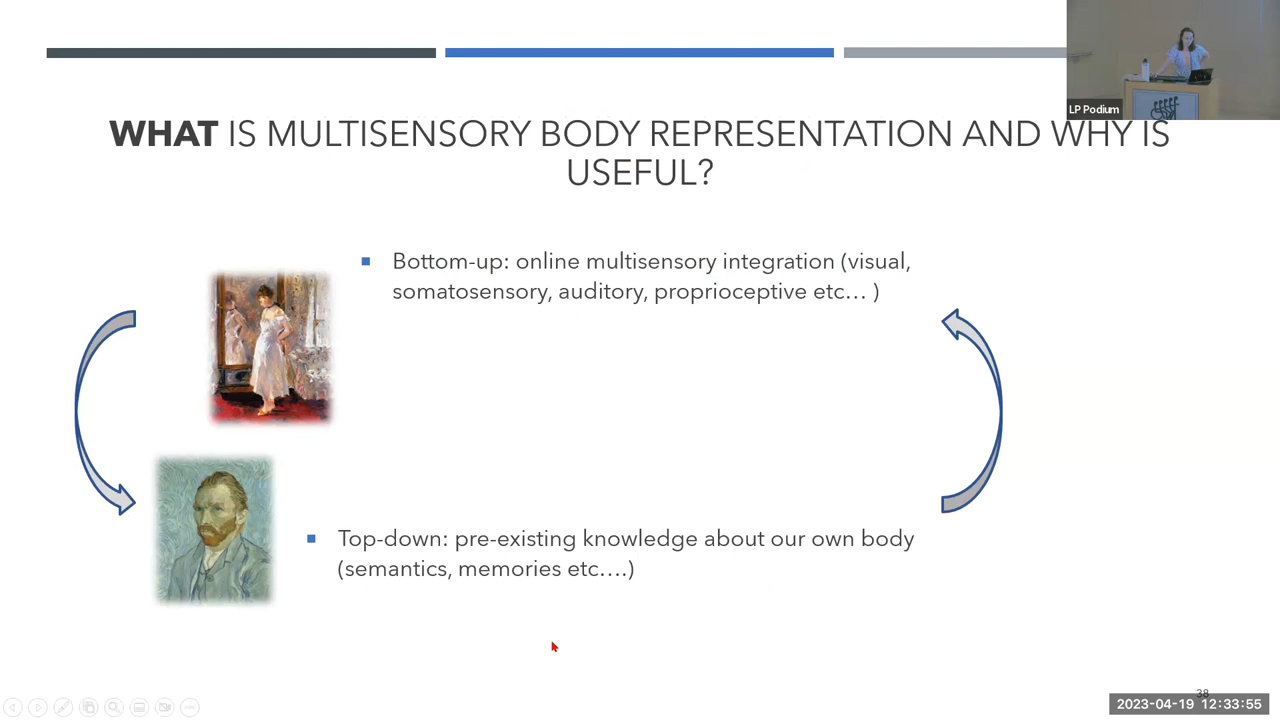 LP Podium
WHAT IS MULTISENSORY BODY REPRESENTATION AND WHY IS
USEFUL?
Bottom-up: online multisensory integration (visual,
somatosensory, auditory, proprioceptive etc… )
Top-down: pre-existing knowledge about our own body
(semantics, memories etc….)
38
2023-04-19 12:33:55